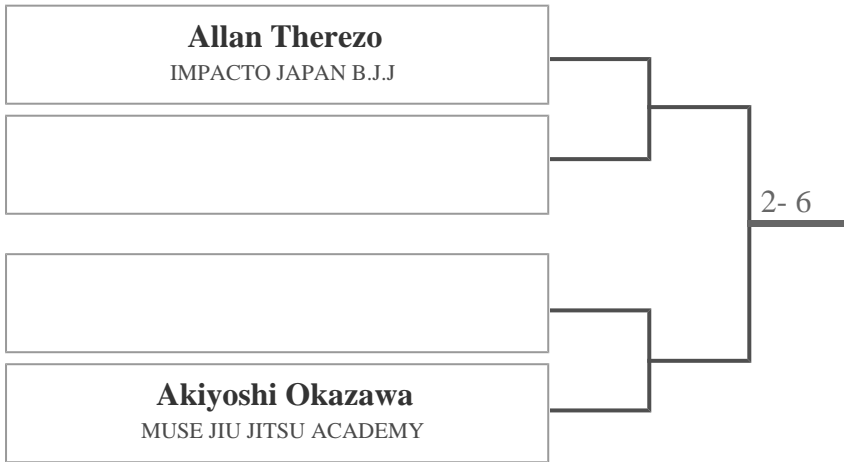 Allan Therezo
IMPACTO JAPAN B.J.J
2- 6
Akiyoshi Okazawa
MUSE JIU JITSU ACADEMY